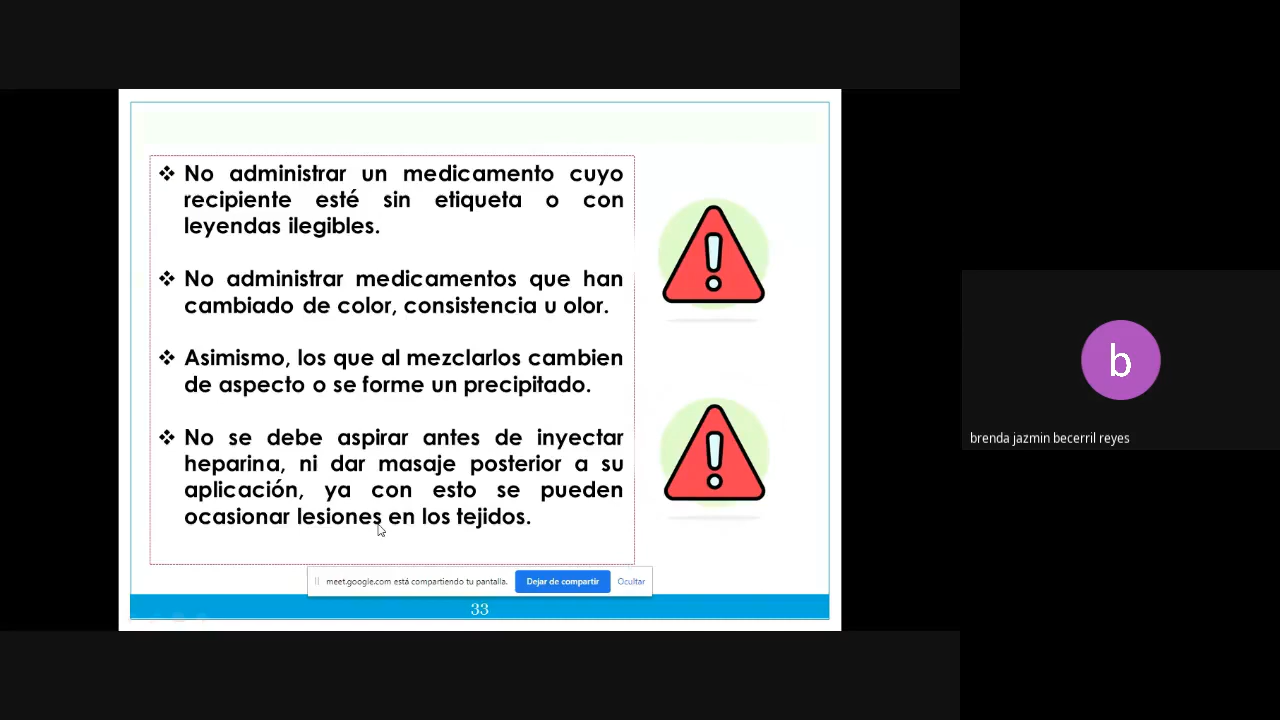 ❖ No administrar un medicamento cuyo
recipiente esté sin etiqueta o con
leyendas ilegibles.
❖ No administrar medicamentos que han
cambiado de color, consistencia u olor.
❖ Asimismo, los que al mezclarlos cambien
de aspecto o se forme un precipitado.
❖ No se debe aspirar antes de inyectar
heparina, ni dar masaje posterior a su
aplicación, ya con esto se pueden
ocasionar lesiones en los tejidos.
meet.google.com está compartiendo tu pantalla. Dejar de compartir Ocultar
33
b
brenda jazmin becerril reyes